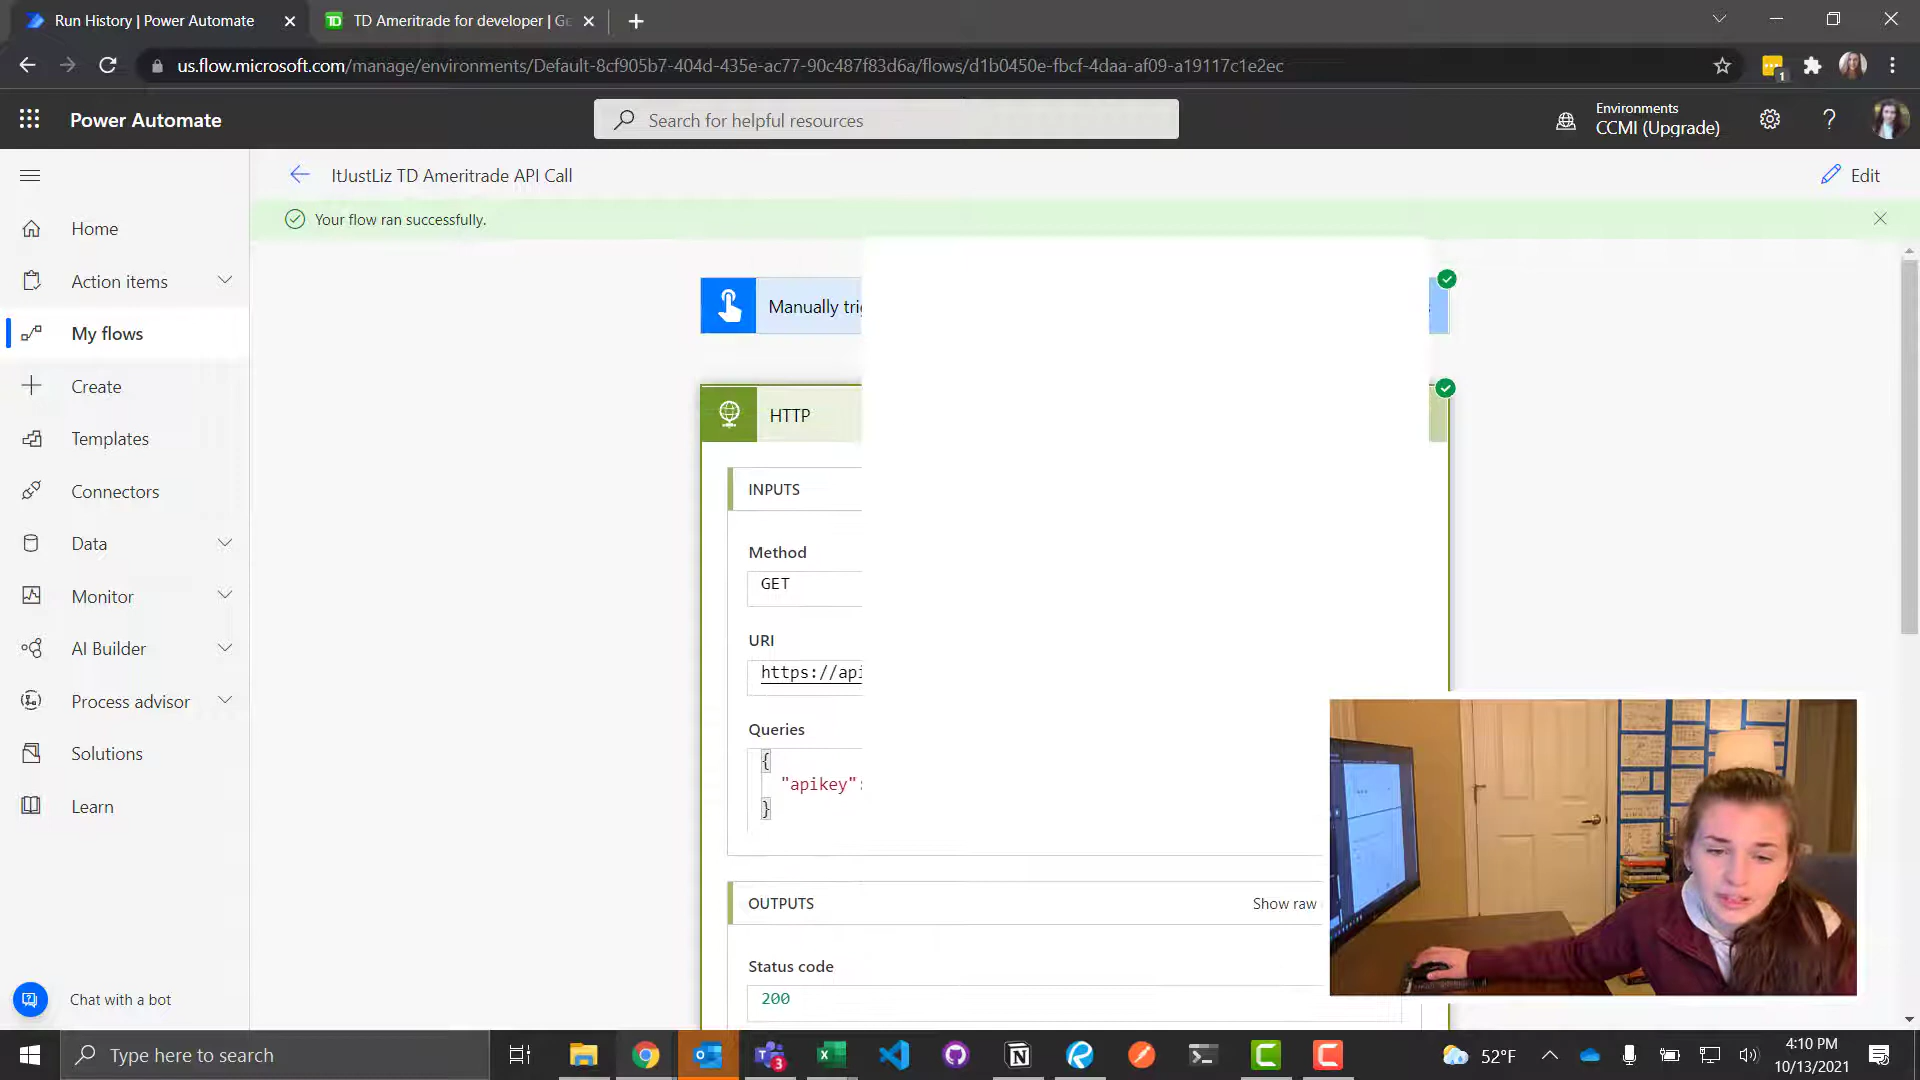 Run History | Power Automate
TD Ameritrade for developer | Ge
us.flow.microsoft.com/manage/environments/Default-8cf905b7-404d-435e-ac77-90c487f83d6a/flows/d1b0450e-fbcf-4daa-af09-a19117c1e2ec
1
Power Automate
Search for helpful resources
Environments
CCMI (Upgrade)
ItJustLiz TD Ameritrade API Call
Edit
Your flow ran successfully.
Home
Action items
My flows
Create
Templates
Connectors
Data
Monitor
AI Builder
Process advisor
Solutions
Learn
Chat with a bot
Manually trig
HTTP
INPUTS
Method
GET
URI
https://api
Queries
{
"apikey":
}
OUTPUTS
Show raw
Status code
200
Type here to search
3
52°F
4:10 PM
10/13/2021